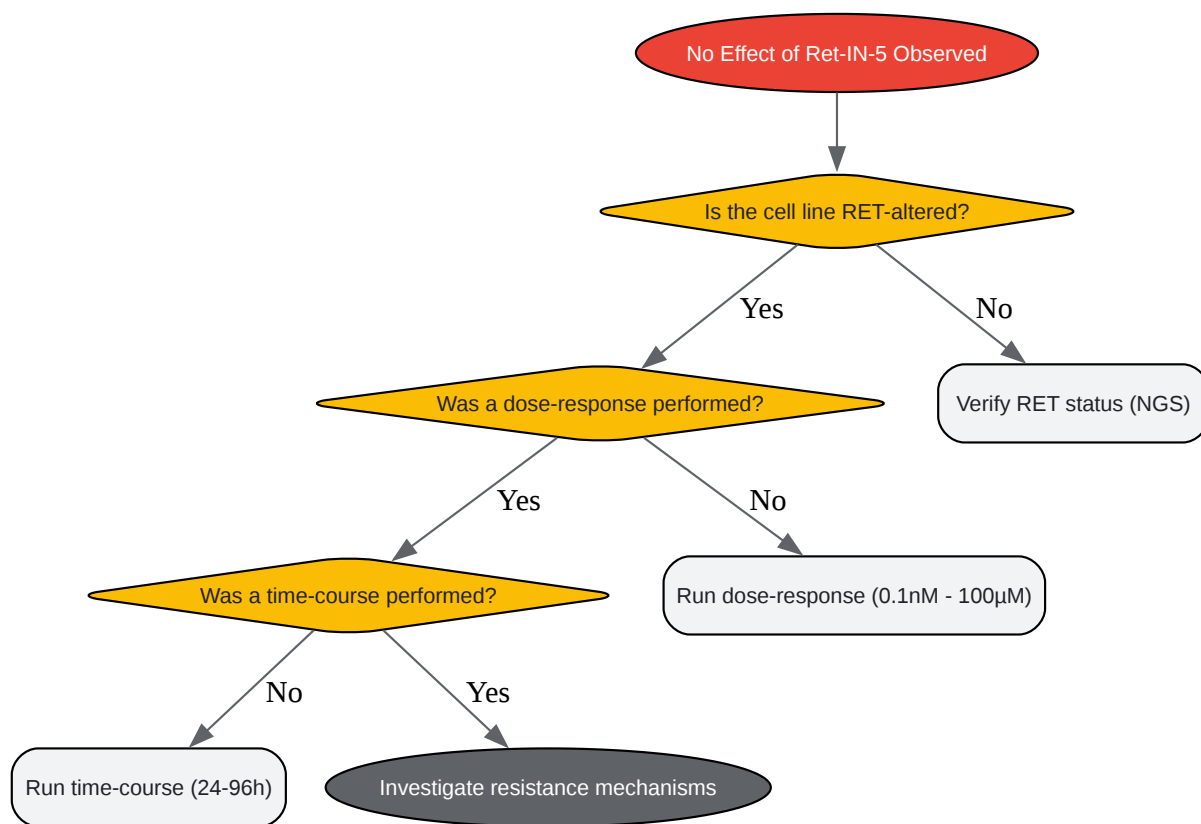 No Effect of Ret-IN-5 Observed
Is the cell line RET-altered?
Yes
No
Was a dose-response performed?
Verify RET status (NGS)
Yes
No
Was a time-course performed?
Run dose-response (0.1nM - 100µM)
No
Yes
Run time-course (24-96h)
Investigate resistance mechanisms